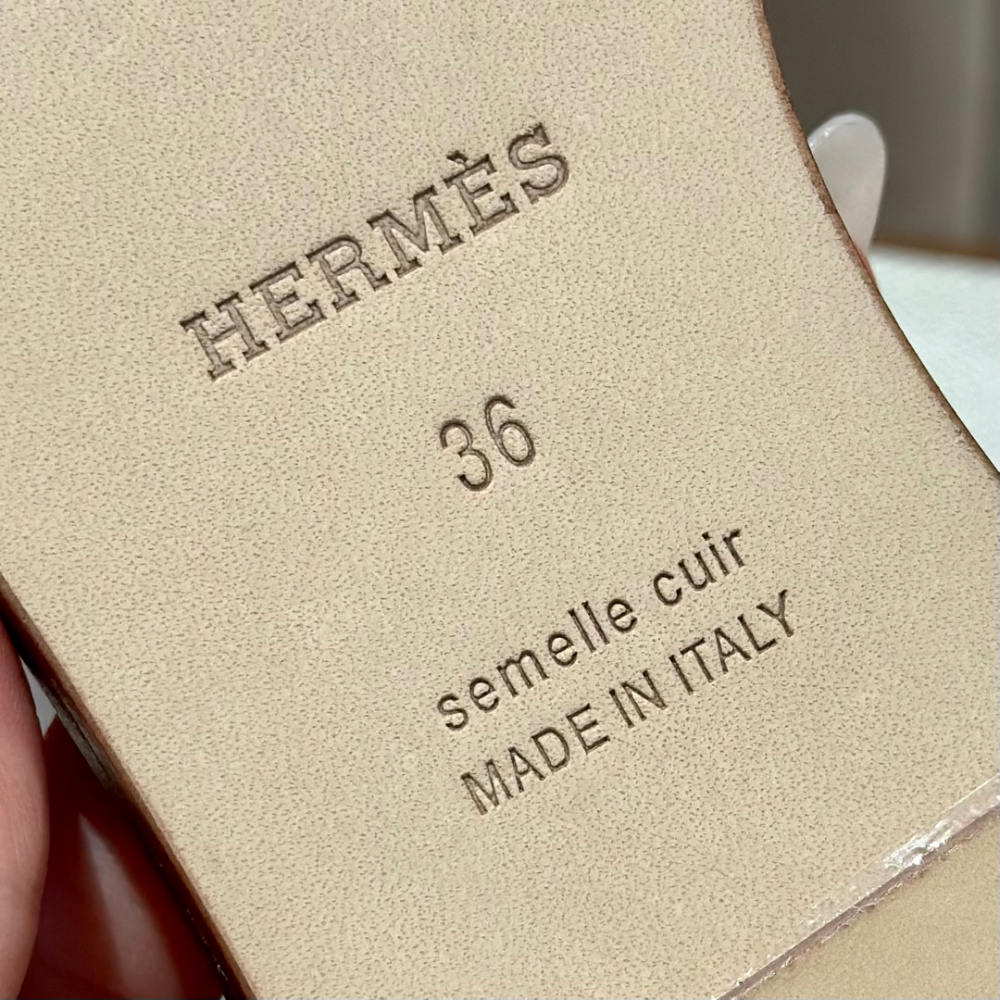 HERMÈS
36
semelle cuir
MADE IN ITALY